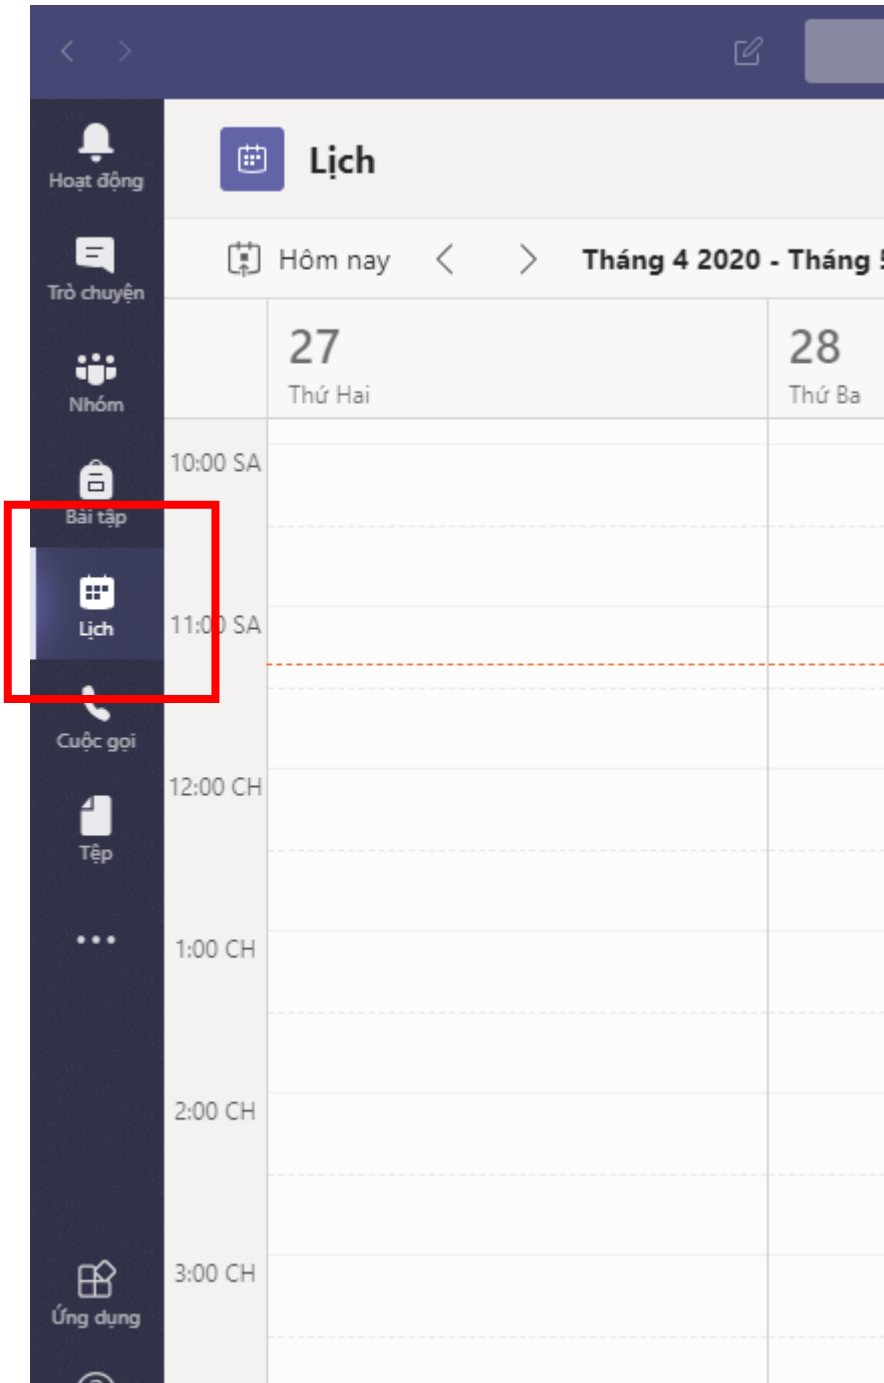 Hoạt động
Trò chuyện
Nhóm
Bài tập
Lịch
Cuộc gọi
Tệp
Ứng dụng
Lịch
Hôm nay
Tháng 4 2020 - Tháng
27
Thứ Hai
28
Thứ Ba
10:00 SA
11:00 SA
12:00 CH
1:00 CH
2:00 CH
3:00 CH